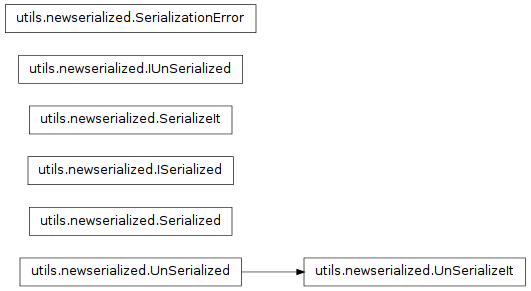 utils.newserialized.SerializationError
utils.newserialized.IUnSerialized
utils.newserialized.SerializeIt
utils.newserialized.ISerialized
utils.newserialized.Serialized
utils.newserialized.UnSerialized
utils.newserialized.UnSerializeIt